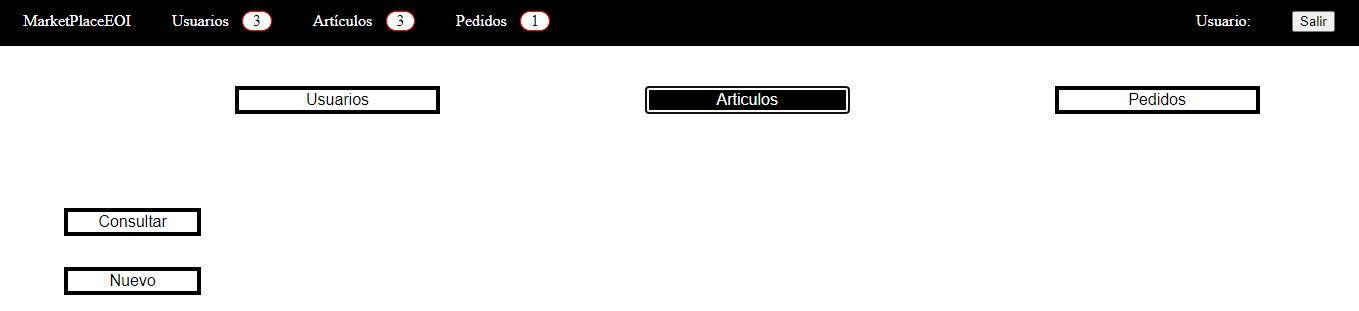 MarketPlaceEOI Usuarios 3 Artículos 3 Pedidos 1 Usuario: Salir
Usuarios Articulos Pedidos
Consultar
Nuevo